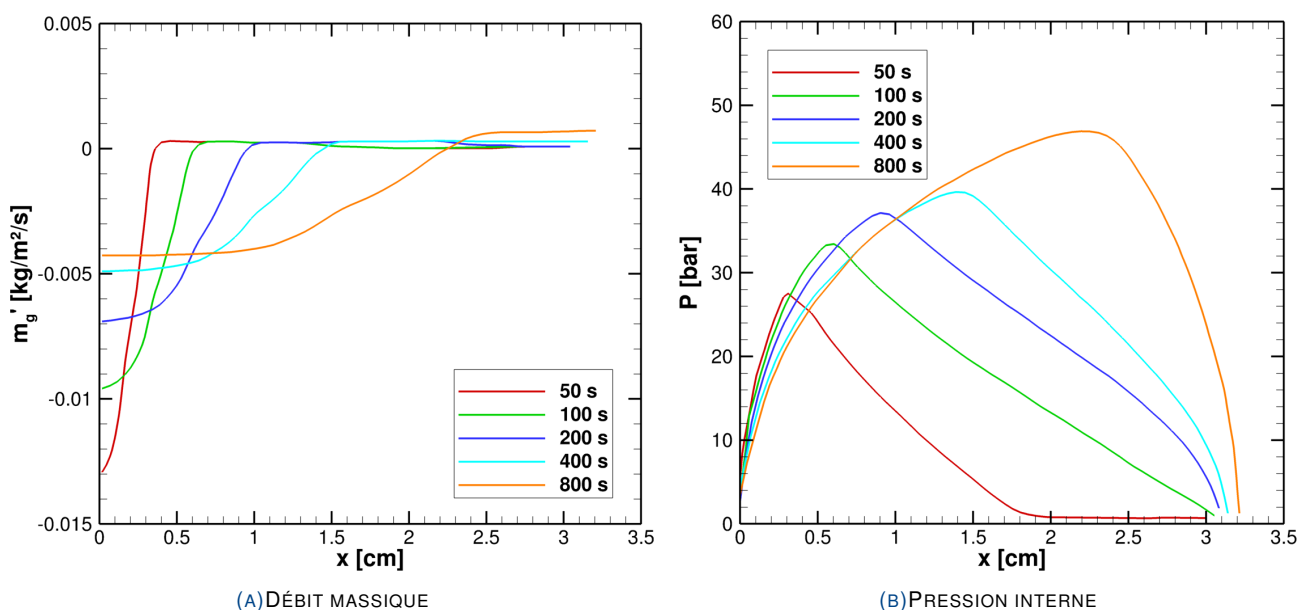 0.005
0
-0.005
-0.01
-0.015
m_g' [kg/m²/s]
0 0.5 1 1.5 2 2.5 3 3.5
x [cm]
50 s
100 s
200 s
400 s
800 s
(A) DÉBIT MASSIQUE
60
50
40
30
20
10
0
P [bar]
0 0.5 1 1.5 2 2.5 3 3.5
x [cm]
50 s
100 s
200 s
400 s
800 s
(B) PRESSION INTERNE